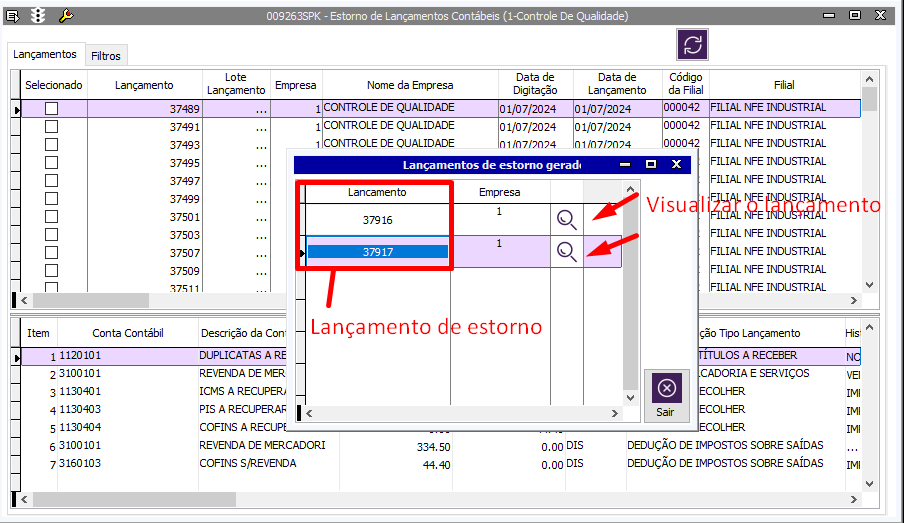 009263SPK - Estorno de Lançamentos Contábeis (1-Controle De Qualidade)
Lançamentos Filtros
Selecionado Lançamento Lote Lançamento Empresa Nome da Empresa Data de Digitação Data de Lançamento Código da Filial Filial
37489 ... 1 CONTROLE DE QUALIDADE 01/07/2024 01/07/2024 000042 FILIAL NFE INDUSTRIAL
37491 ... 1 CONTROLE DE QUALIDADE 01/07/2024 01/07/2024 000042 FILIAL NFE INDUSTRIAL
37493 ... 1 CONTROLE DE QUALIDADE 01/07/2024 01/07/2024 000042 FILIAL NFE INDUSTRIAL
37495 ... FILIAL NFE INDUSTRIAL
37497 ... FILIAL NFE INDUSTRIAL
37499 ... FILIAL NFE INDUSTRIAL
37501 ... FILIAL NFE INDUSTRIAL
37503 ... FILIAL NFE INDUSTRIAL
37507 ... FILIAL NFE INDUSTRIAL
37509 ... FILIAL NFE INDUSTRIAL
37511 ... FILIAL NFE INDUSTRIAL
Lançamentos de estorno gerado
Lancamento Empresa
37916 1
37917 1
Visualizar o lançamento
Lançamento de estorno
Sair
Item Conta Contábil Descrição da Con ção Tipo Lançamento Hist
1 1120101 DUPLICATAS A RE TÍTULOS A RECEBER NO
2 3100101 REVENDA DE MER CADORIA E SERVIÇOS VEI
3 1130401 ICMS A RECUPERA ECOLHER IMI
4 1130403 PIS A RECUPERAR ECOLHER IMI
5 1130404 COFINS A RECUPE ECOLHER IMI
6 3100101 REVENDA DE MERCADORI 334.50 0.00 DIS DEDUÇÃO DE IMPOSTOS SOBRE SAÍDAS ...
7 3160103 COFINS S/REVENDA 44.40 0.00 DIS DEDUÇÃO DE IMPOSTOS SOBRE SAÍDAS IMI